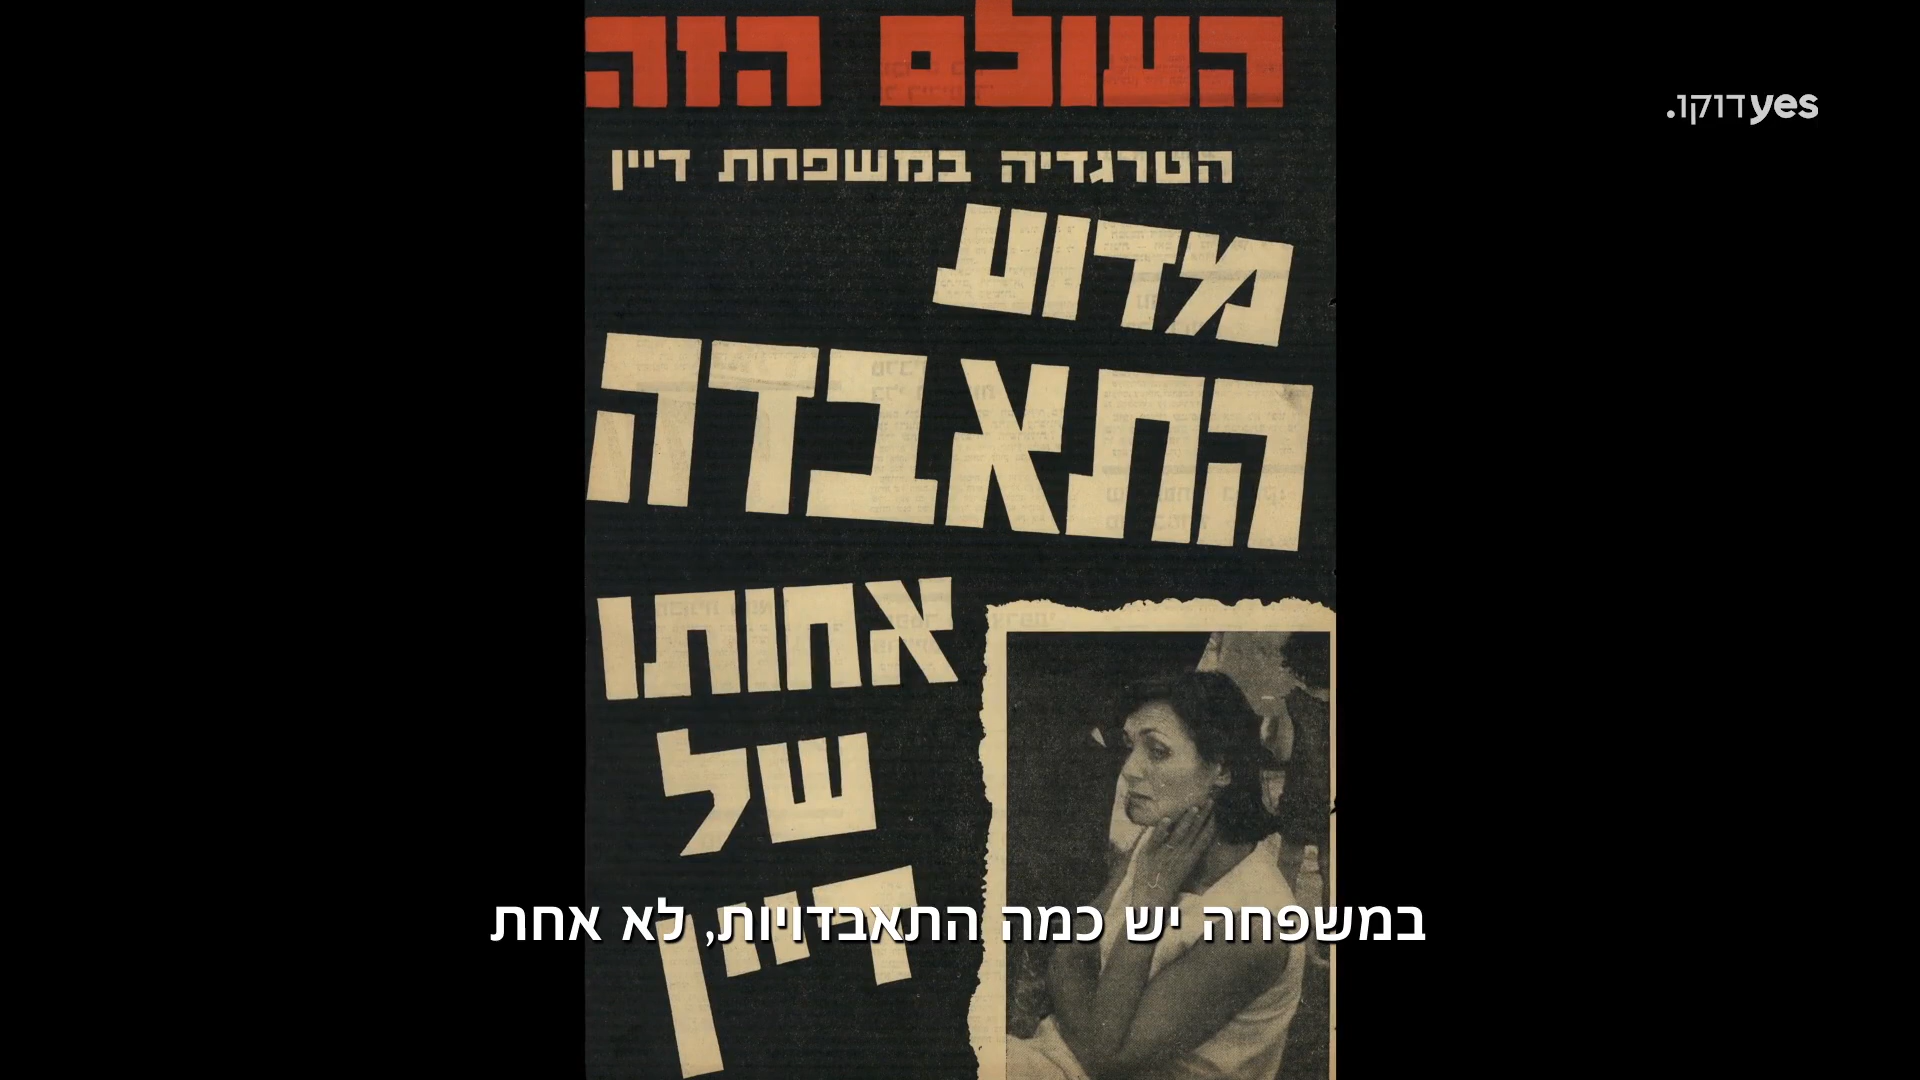 העולם הזה
yesדוקו.
הטרגדיה במשפחת דיין
מדוע
התאבדה
אחותו
של
דיין
במשפחה יש כמה התאבדויות, לא אחת